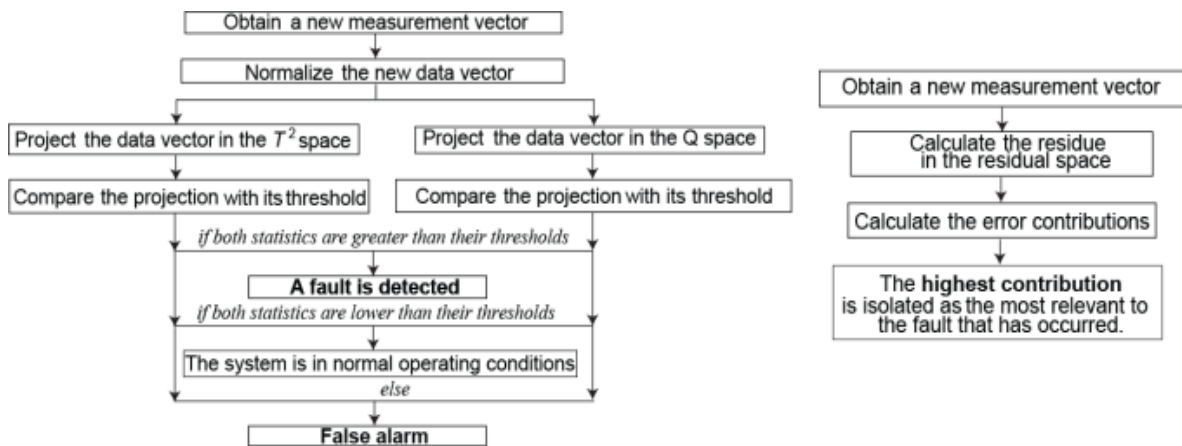 Obtain a new measurement vector
Normalize the new data vector
Project the data vector in the T² space
Project the data vector in the Q space
Compare the projection with its threshold
Compare the projection with its threshold
if both statistics are greater than their thresholds
A fault is detected
if both statistics are lower than their thresholds
The system is in normal operating conditions
else
False alarm
Obtain a new measurement vector
Calculate the residue
in the residual space
Calculate the error contributions
The highest contribution
is isolated as the most relevant to
the fault that has occurred.